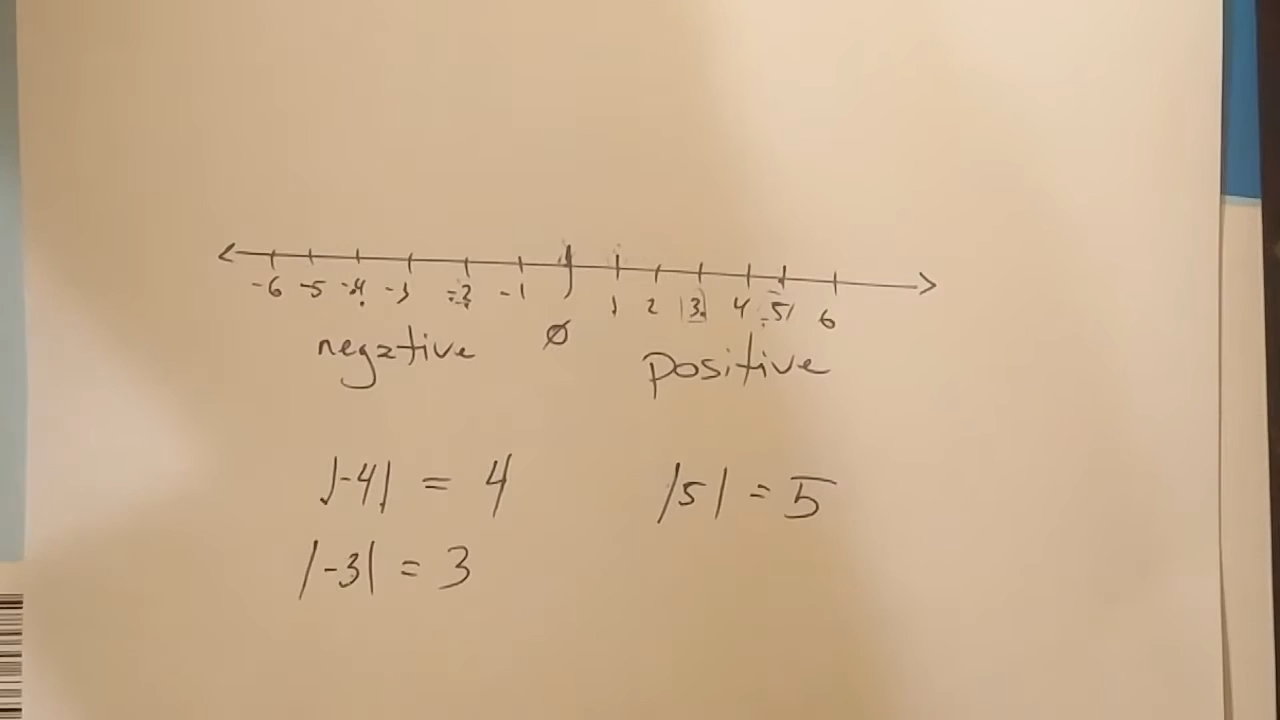 -6 -5 -4 -3 -2 -1 1 2 3 4 5 6
negative Ø positive
|-4| = 4 |5| = 5
|-3| = 3